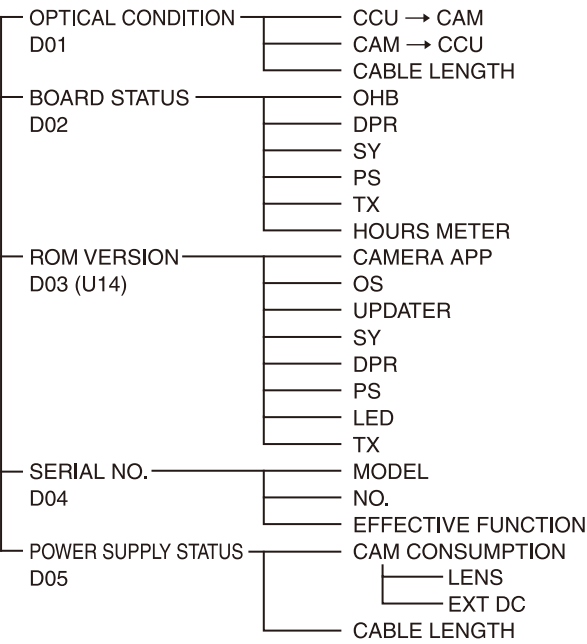 OPTICAL CONDITION CCU → CAM
D01 CAM → CCU
CABLE LENGTH
BOARD STATUS OHB
D02 DPR
SY
PS
TX
HOURS METER
ROM VERSION CAMERA APP
D03 (U14) OS
UPDATER
SY
DPR
PS
LED
TX
SERIAL NO. MODEL
D04 NO.
EFFECTIVE FUNCTION
POWER SUPPLY STATUS CAM CONSUMPTION
D05 LENS
EXT DC
CABLE LENGTH